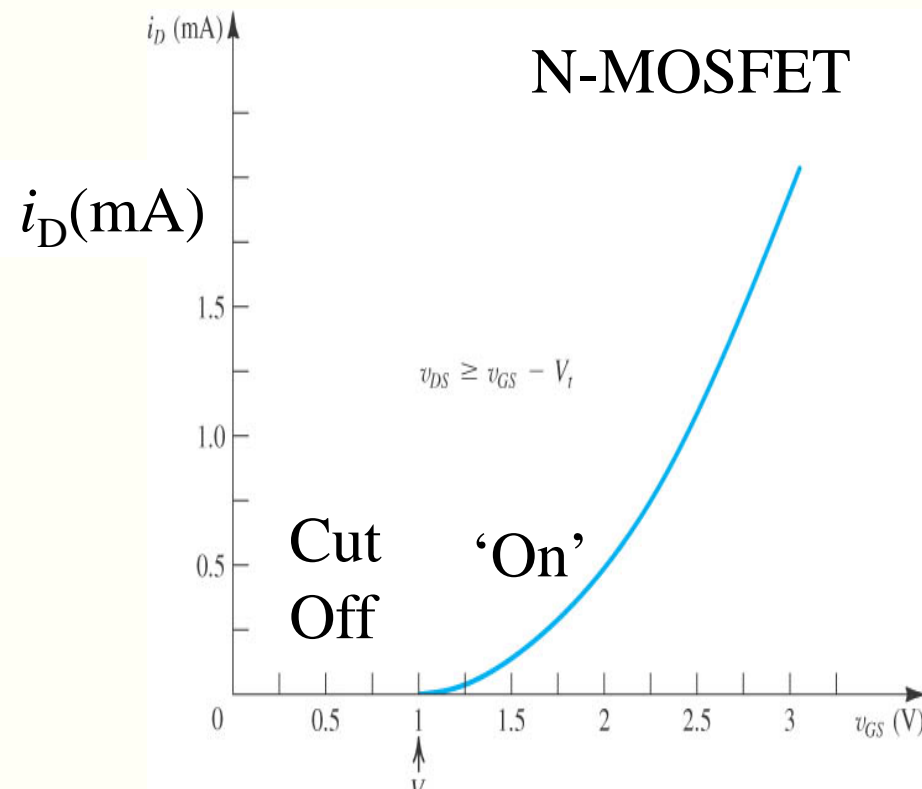 i_D (mA)
N-MOSFET
i_D(mA)
1.5
v_DS ≥ v_GS − V_t
1.0
Cut
Off
‘On’
0.5
0 0.5 1 1.5 2 2.5 3 v_GS (V)